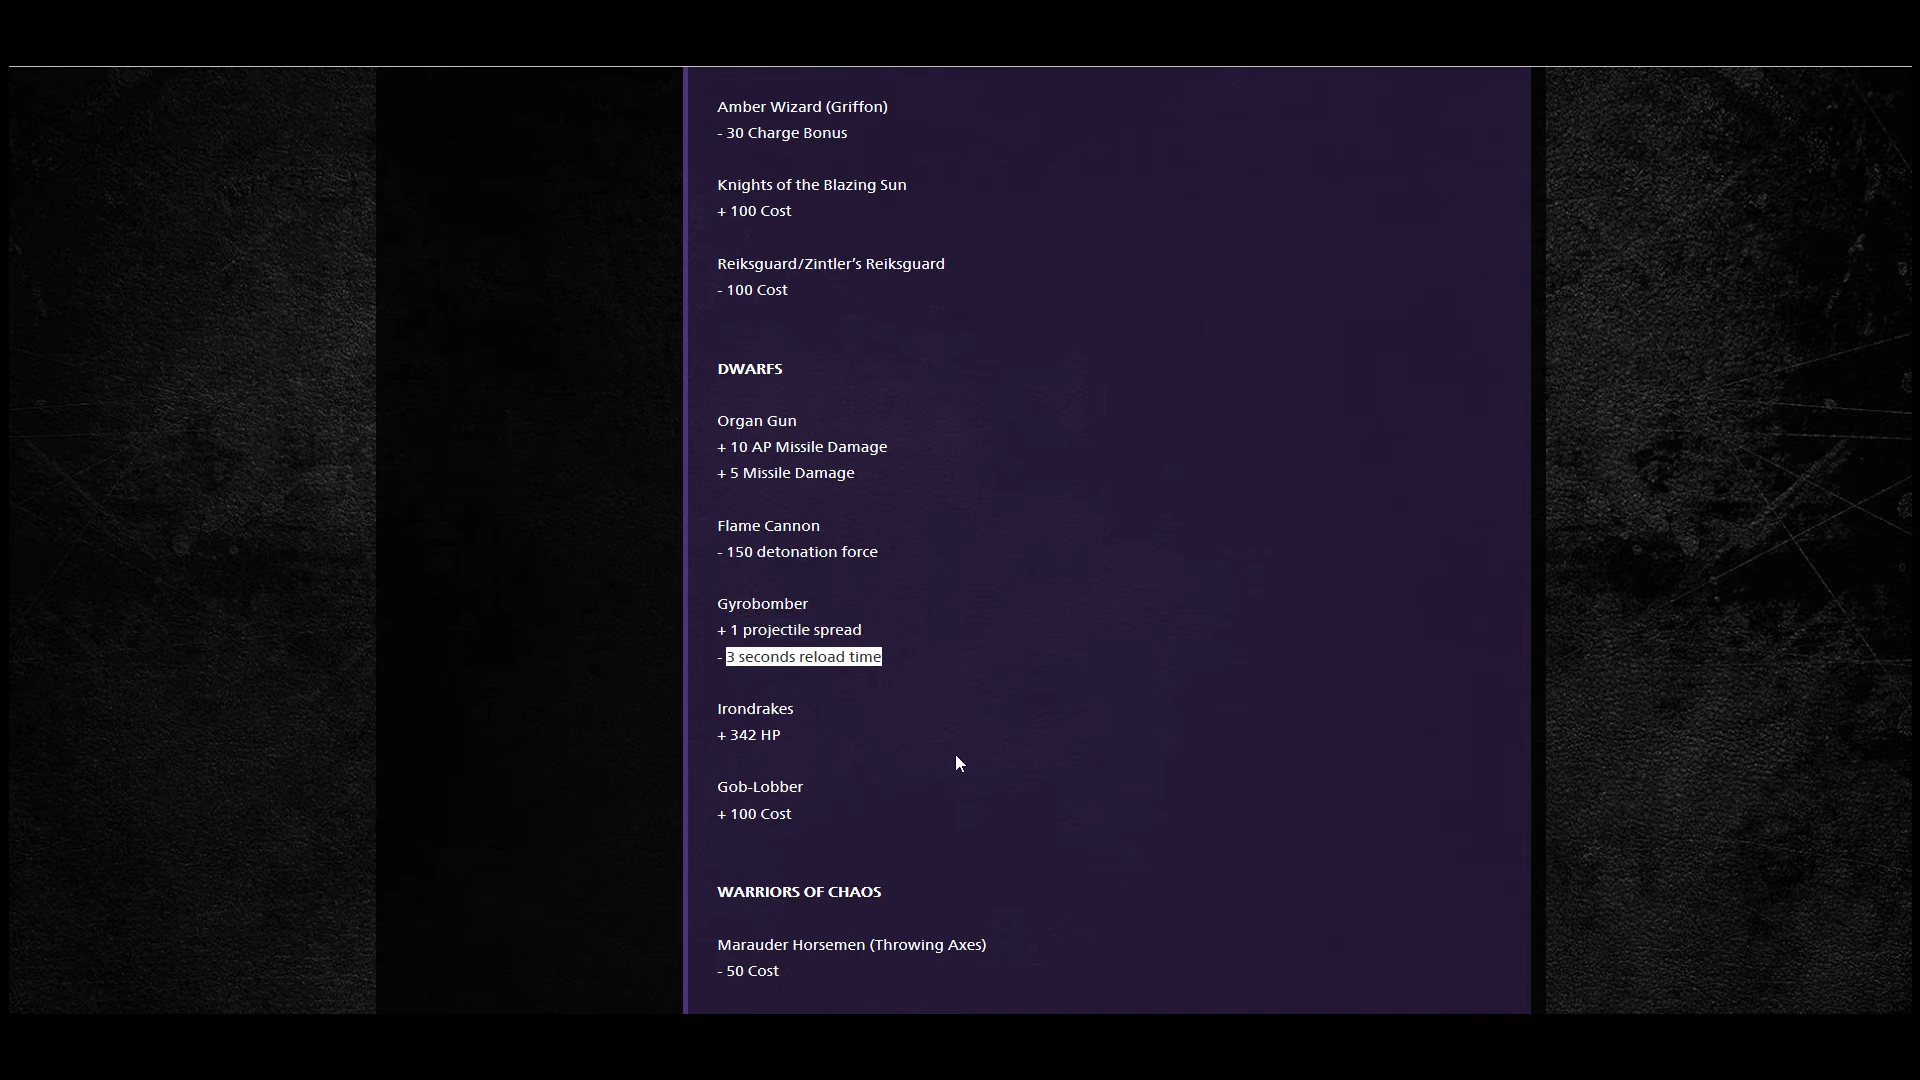 Amber Wizard (Griffon)
- 30 Charge Bonus
Knights of the Blazing Sun
+ 100 Cost
Reiksguard/Zintler’s Reiksguard
- 100 Cost
DWARFS
Organ Gun
+ 10 AP Missile Damage
+ 5 Missile Damage
Flame Cannon
- 150 detonation force
Gyrobomber
+ 1 projectile spread
- 3 seconds reload time
Irondrakes
+ 342 HP
Gob-Lobber
+ 100 Cost
WARRIORS OF CHAOS
Marauder Horsemen (Throwing Axes)
- 50 Cost